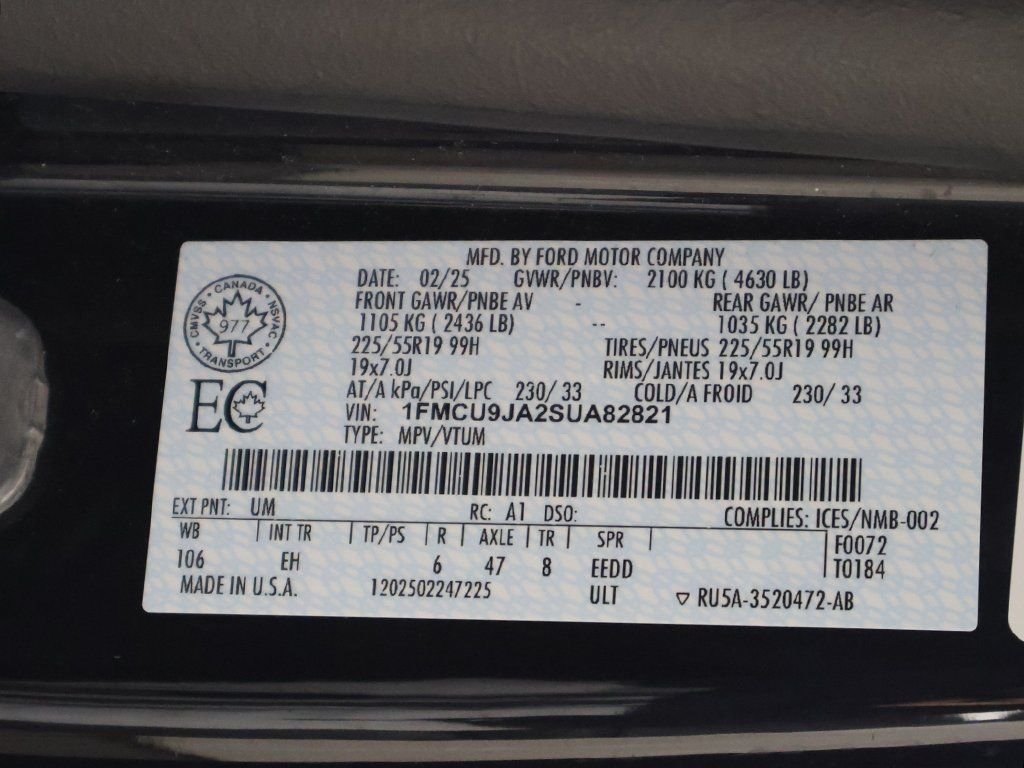 MFD. BY FORD MOTOR COMPANY
DATE: 02/25 GVWR/PNBV: 2100 KG ( 4630 LB)
FRONT GAWR/PNBE AV - REAR GAWR/ PNBE AR
1105 KG ( 2436 LB) -- 1035 KG ( 2282 LB)
225/55R19 99H TIRES/PNEUS 225/55R19 99H
19x7.0J RIMS/JANTES 19x7.0J
AT/A kPa/PSI/LPC 230/ 33 COLD/A FROID 230/ 33
VIN: 1FMCU9JA2SUA82821
TYPE: MPV/VTUM
CANADA
CMVSS NSVAC
977
TRANSPORT
EC
EXT PNT: UM RC: A1 DSO: COMPLIES: ICES/NMB-002
WB INT TR TP/PS R AXLE TR SPR F0072
106 EH 6 47 8 EEDD T0184
MADE IN U.S.A. 1202502247225 ULT ▽ RU5A-3520472-AB